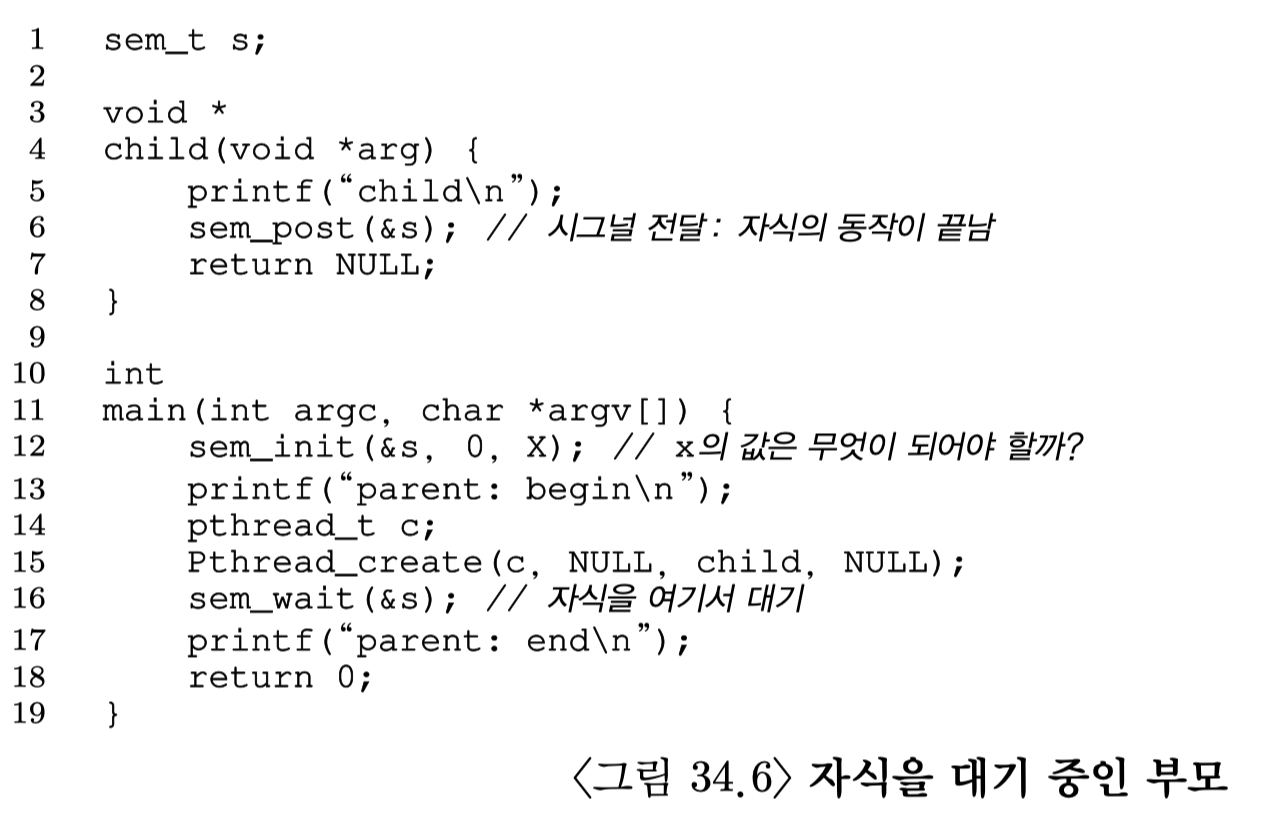 1 sem_t s;
2
3 void *
4 child(void *arg) {
5 printf(“child\n”);
6 sem_post(&s); // 시그널 전달: 자식의 동작이 끝남
7 return NULL;
8 }
9
10 int
11 main(int argc, char *argv[]) {
12 sem_init(&s, 0, X); // x의 값은 무엇이 되어야 할까?
13 printf(“parent: begin\n”);
14 pthread_t c;
15 Pthread_create(c, NULL, child, NULL);
16 sem_wait(&s); // 자식을 여기서 대기
17 printf(“parent: end\n”);
18 return 0;
19 }
〈그림 34.6〉 자식을 대기 중인 부모